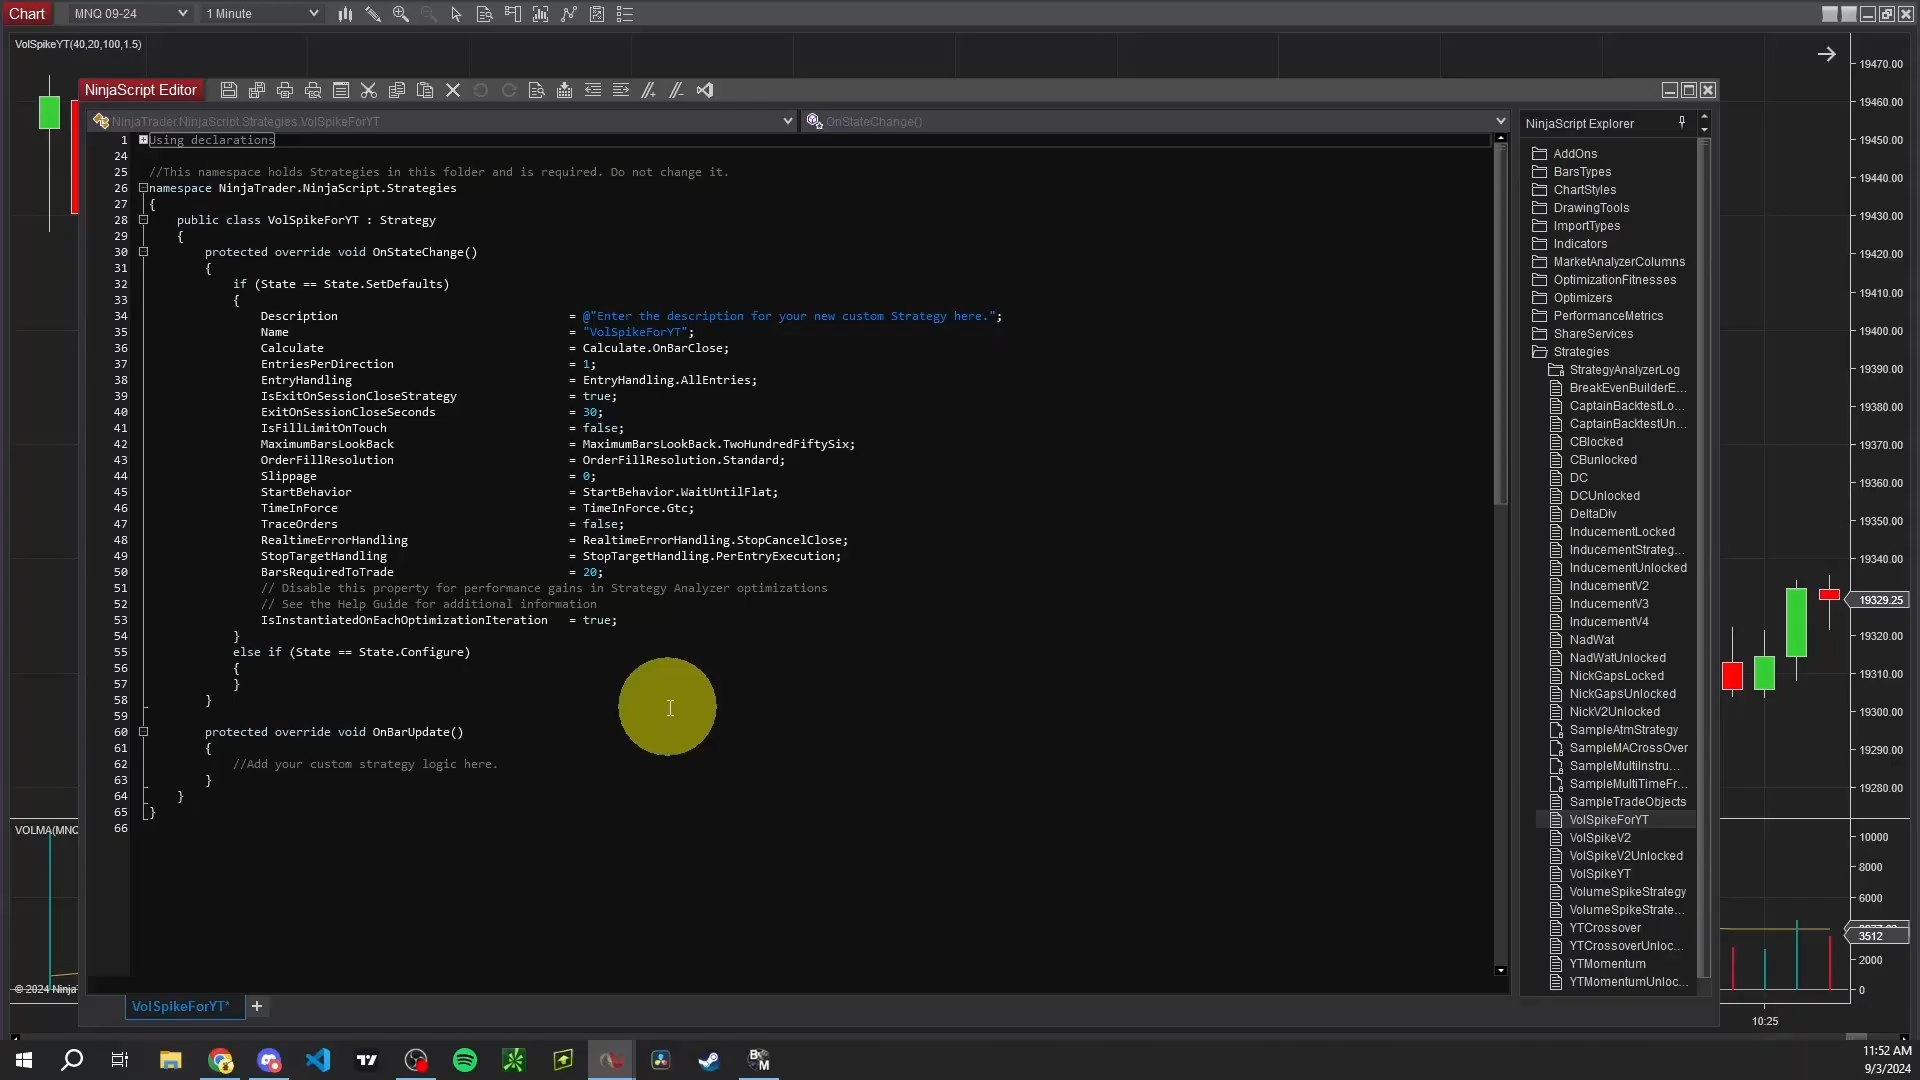 Chart
MNQ 09-24
1 Minute
VolSpikeYT(40,20,100,1.5)
NinjaScript Editor
NinjaTrader.NinjaScript.Strategies.VolSpikeForYT
OnStateChange()
1 Using declarations
24
25 //This namespace holds Strategies in this folder and is required. Do not change it.
26 namespace NinjaTrader.NinjaScript.Strategies
27 {
28 public class VolSpikeForYT : Strategy
29 {
30 protected override void OnStateChange()
31 {
32 if (State == State.SetDefaults)
33 {
34 Description = @"Enter the description for your new custom Strategy here.";
35 Name = "VolSpikeForYT";
36 Calculate = Calculate.OnBarClose;
37 EntriesPerDirection = 1;
38 EntryHandling = EntryHandling.AllEntries;
39 IsExitOnSessionCloseStrategy = true;
40 ExitOnSessionCloseSeconds = 30;
41 IsFillLimitOnTouch = false;
42 MaximumBarsLookBack = MaximumBarsLookBack.TwoHundredFiftySix;
43 OrderFillResolution = OrderFillResolution.Standard;
44 Slippage = 0;
45 StartBehavior = StartBehavior.WaitUntilFlat;
46 TimeInForce = TimeInForce.Gtc;
47 TraceOrders = false;
48 RealtimeErrorHandling = RealtimeErrorHandling.StopCancelClose;
49 StopTargetHandling = StopTargetHandling.PerEntryExecution;
50 BarsRequiredToTrade = 20;
51 // Disable this property for performance gains in Strategy Analyzer optimizations
52 // See the Help Guide for additional information
53 IsInstantiatedOnEachOptimizationIteration = true;
54 }
55 else if (State == State.Configure)
56 {
57 }
58 }
59
60 protected override void OnBarUpdate()
61 {
62 //Add your custom strategy logic here.
63 }
64 }
65 }
66
VolSpikeForYT*
+
NinjaScript Explorer
AddOns
BarsTypes
ChartStyles
DrawingTools
ImportTypes
Indicators
MarketAnalyzerColumns
OptimizationFitnesses
Optimizers
PerformanceMetrics
ShareServices
Strategies
StrategyAnalyzerLog
BreakEvenBuilderE...
CaptainBacktestLo...
CaptainBacktestUn...
CBlocked
CBunlocked
DC
DCUnlocked
DeltaDiv
InducementLocked
InducementStrateg...
InducementUnlocked
InducementV2
InducementV3
InducementV4
NadWat
NadWatUnlocked
NickGapsLocked
NickGapsUnlocked
NickV2Unlocked
SampleAtmStrategy
SampleMACrossOver
SampleMultiInstru...
SampleMultiTimeFr...
SampleTradeObjects
VolSpikeForYT
VolSpikeV2
VolSpikeV2Unlocked
VolSpikeYT
VolumeSpikeStrategy
VolumeSpikeStrate...
YTCrossover
YTCrossoverUnloc...
YTMomentum
YTMomentumUnloc...
19470.00
19460.00
19450.00
19440.00
19430.00
19420.00
19410.00
19400.00
19390.00
19380.00
19370.00
19360.00
19350.00
19340.00
19329.25
19320.00
19310.00
19300.00
19290.00
19280.00
10000
8000
6000
3512
2000
0
10:25
VOLMA(MNQ
© 2024 NinjaT
11:52 AM
9/3/2024